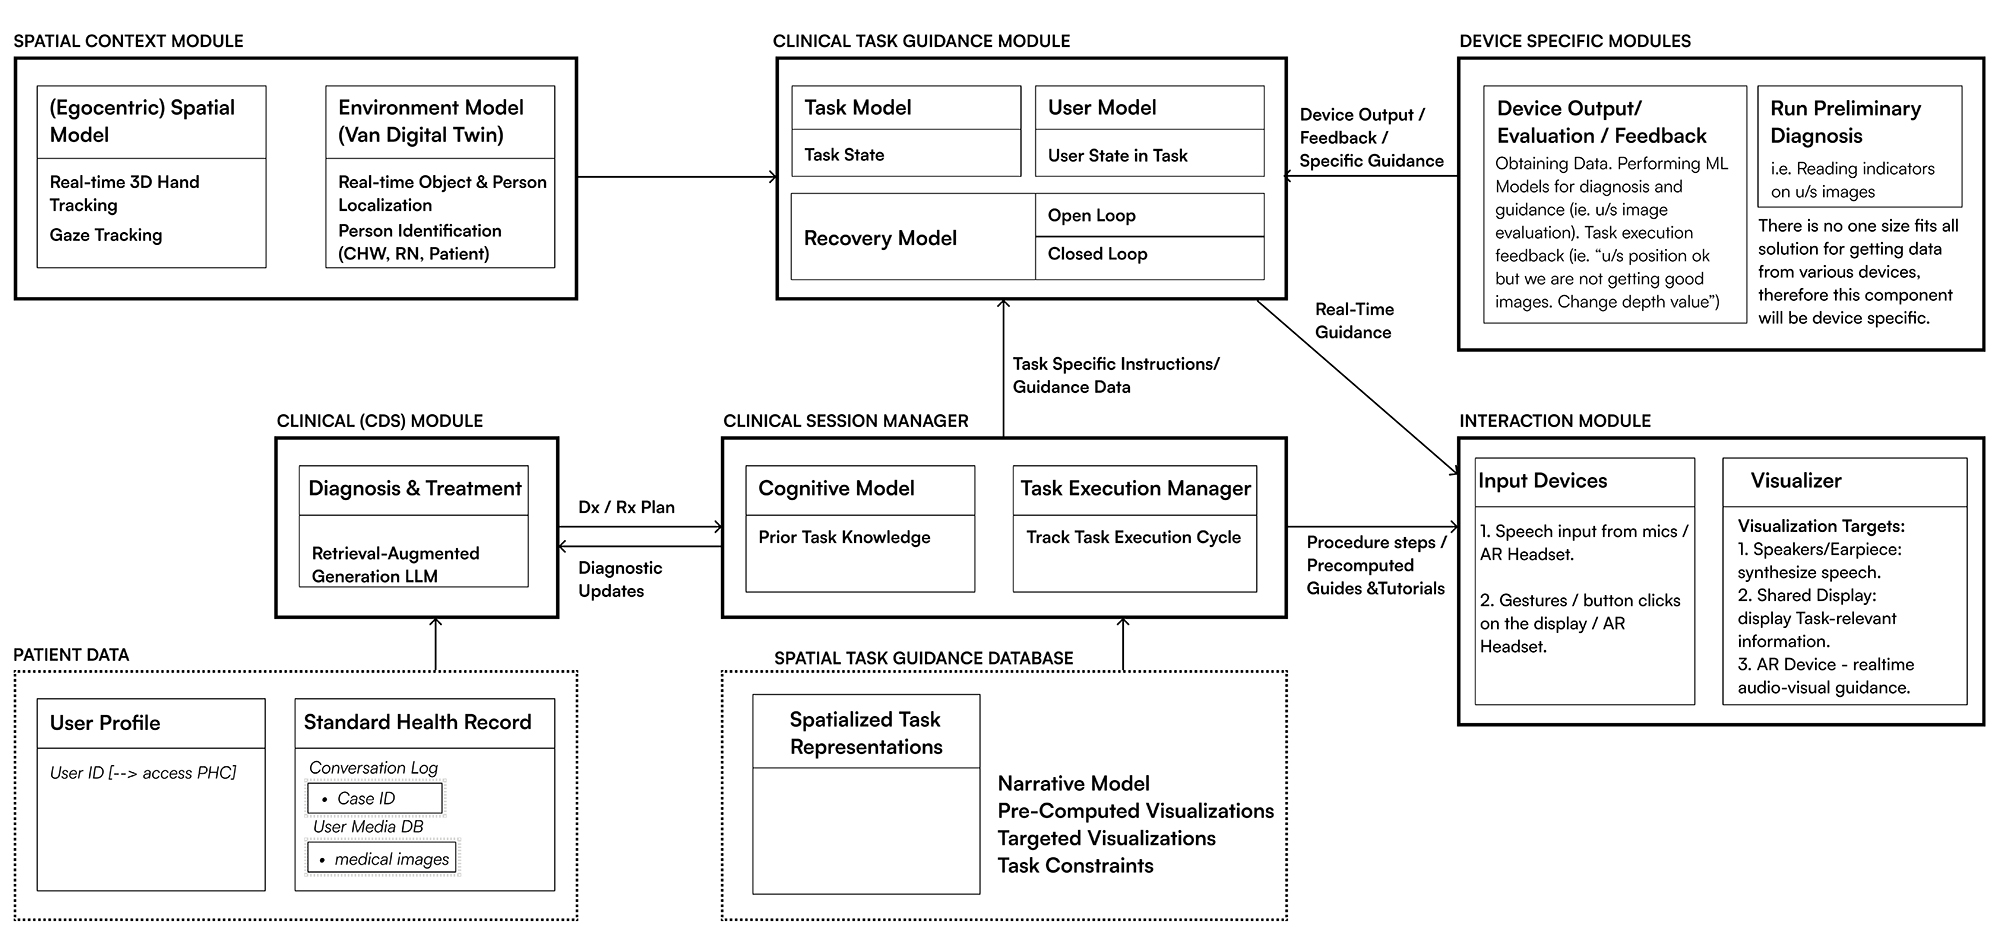 SPATIAL CONTEXT MODULE
(Egocentric) Spatial
Model
Real-time 3D Hand
Tracking
Gaze Tracking
Environment Model
(Van Digital Twin)
Real-time Object & Person
Localization
Person Identification
(CHW, RN, Patient)
CLINICAL TASK GUIDANCE MODULE
Task Model
Task State
User Model
User State in Task
Recovery Model
Open Loop
Closed Loop
Device Output /
Feedback /
Specific Guidance
DEVICE SPECIFIC MODULES
Device Output/
Evaluation / Feedback
Obtaining Data. Performing ML
Models for diagnosis and
guidance (ie. u/s image
evaluation). Task execution
feedback (ie. “u/s position ok
but we are not getting good
images. Change depth value”)
Run Preliminary
Diagnosis
i.e. Reading indicators
on u/s images
There is no one size fits all
solution for getting data
from various devices,
therefore this component
will be device specific.
Real-Time
Guidance
Task Specific Instructions/
Guidance Data
CLINICAL (CDS) MODULE
Diagnosis & Treatment
Retrieval-Augmented
Generation LLM
Dx / Rx Plan
Diagnostic
Updates
CLINICAL SESSION MANAGER
Cognitive Model
Prior Task Knowledge
Task Execution Manager
Track Task Execution Cycle
Procedure steps /
Precomputed
Guides &Tutorials
INTERACTION MODULE
Input Devices
1. Speech input from mics /
AR Headset.
2. Gestures / button clicks
on the display / AR
Headset.
Visualizer
Visualization Targets:
1. Speakers/Earpiece:
synthesize speech.
2. Shared Display:
display Task-relevant
information.
3. AR Device - realtime
audio-visual guidance.
PATIENT DATA
User Profile
User ID [--> access PHC]
Standard Health Record
Conversation Log
• Case ID
User Media DB
• medical images
SPATIAL TASK GUIDANCE DATABASE
Spatialized Task
Representations
Narrative Model
Pre-Computed Visualizations
Targeted Visualizations
Task Constraints